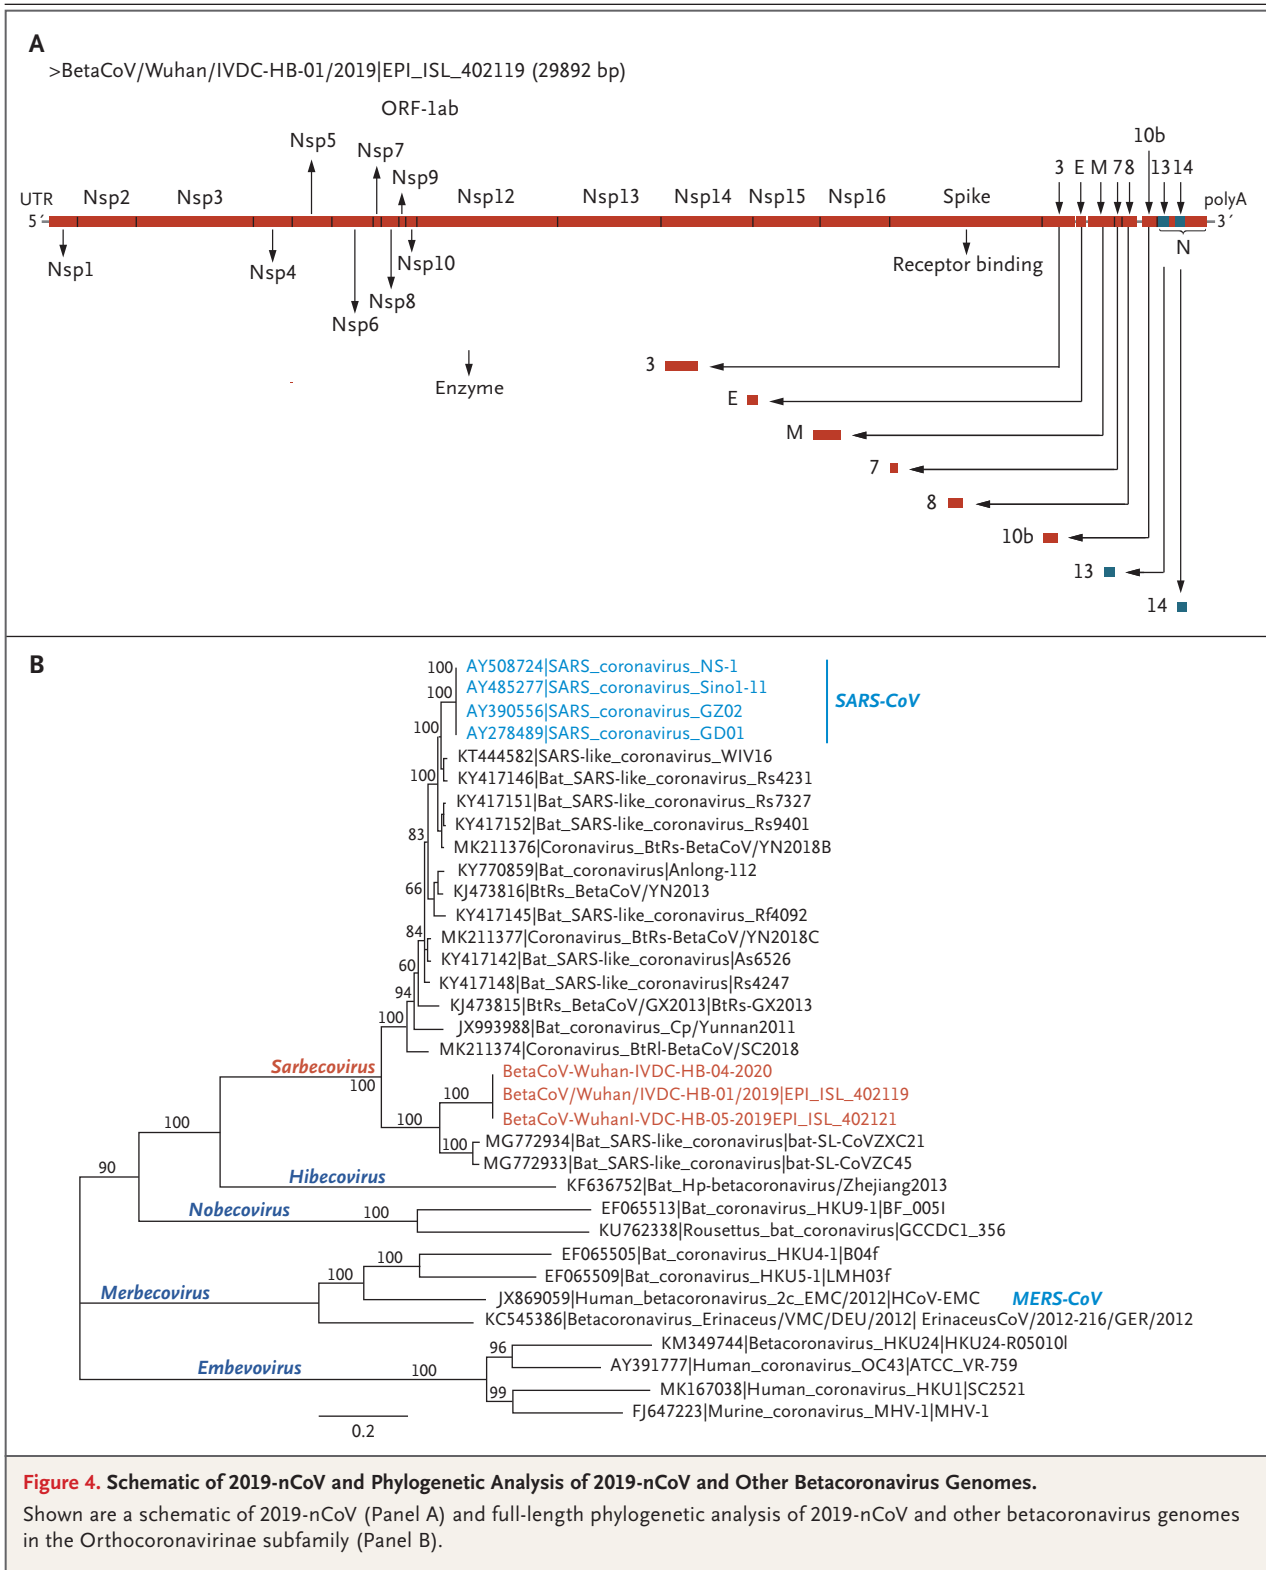 A
>BetaCoV/Wuhan/IVDC-HB-01/2019|EPI_ISL_402119 (29892 bp)
ORF-1ab
Nsp5
Nsp7
10b
Nsp9
3 E M 7 8 13 14
UTR Nsp2 Nsp3 Nsp12 Nsp13 Nsp14 Nsp15 Nsp16 Spike polyA
5′ 3′
N
Nsp1 Nsp4 Nsp10 Receptor binding
Nsp8
Nsp6
3
Enzyme
E
M
7
8
10b
13
14
B
100 AY508724|SARS_coronavirus_NS-1
100 AY485277|SARS_coronavirus_Sino1-11
SARS-CoV
AY390556|SARS_coronavirus_GZ02
100 AY278489|SARS_coronavirus_GD01
KT444582|SARS-like_coronavirus_WIV16
100 KY417146|Bat_SARS-like_coronavirus_Rs4231
KY417151|Bat_SARS-like_coronavirus_Rs7327
KY417152|Bat_SARS-like_coronavirus_Rs9401
83
MK211376|Coronavirus_BtRs-BetaCoV/YN2018B
KY770859|Bat_coronavirus|Anlong-112
66 KJ473816|BtRs_BetaCoV/YN2013
KY417145|Bat_SARS-like_coronavirus_Rf4092
84 MK211377|Coronavirus_BtRs-BetaCoV/YN2018C
KY417142|Bat_SARS-like_coronavirus|As6526
60
KY417148|Bat_SARS-like_coronavirus|Rs4247
94
KJ473815|BtRs_BetaCoV/GX2013|BtRs-GX2013
100 JX993988|Bat_coronavirus_Cp/Yunnan2011
MK211374|Coronavirus_BtRl-BetaCoV/SC2018
Sarbecovirus BetaCoV-Wuhan-IVDC-HB-04-2020
100
100 BetaCoV/Wuhan/IVDC-HB-01/2019|EPI_ISL_402119
100 100 BetaCoV-WuhanI-VDC-HB-05-2019EPI_ISL_402121
100 MG772934|Bat_SARS-like_coronavirus|bat-SL-CoVZXC21
90 MG772933|Bat_SARS-like_coronavirus|bat-SL-CoVZC45
Hibecovirus KF636752|Bat_Hp-betacoronavirus/Zhejiang2013
Nobecovirus 100 EF065513|Bat_coronavirus_HKU9-1|BF_005I
KU762338|Rousettus_bat_coronavirus|GCCDC1_356
100 EF065505|Bat_coronavirus_HKU4-1|B04f
100 EF065509|Bat_coronavirus_HKU5-1|LMH03f
Merbecovirus JX869059|Human_betacoronavirus_2c_EMC/2012|HCoV-EMC MERS-CoV
KC545386|Betacoronavirus_Erinaceus/VMC/DEU/2012| ErinaceusCoV/2012-216/GER/2012
96 KM349744|Betacoronavirus_HKU24|HKU24-R05010I
Embevovirus 100 AY391777|Human_coronavirus_OC43|ATCC_VR-759
99 MK167038|Human_coronavirus_HKU1|SC2521
FJ647223|Murine_coronavirus_MHV-1|MHV-1
0.2
Figure 4. Schematic of 2019-nCoV and Phylogenetic Analysis of 2019-nCoV and Other Betacoronavirus Genomes.
Shown are a schematic of 2019-nCoV (Panel A) and full-length phylogenetic analysis of 2019-nCoV and other betacoronavirus genomes
in the Orthocoronavirinae subfamily (Panel B).